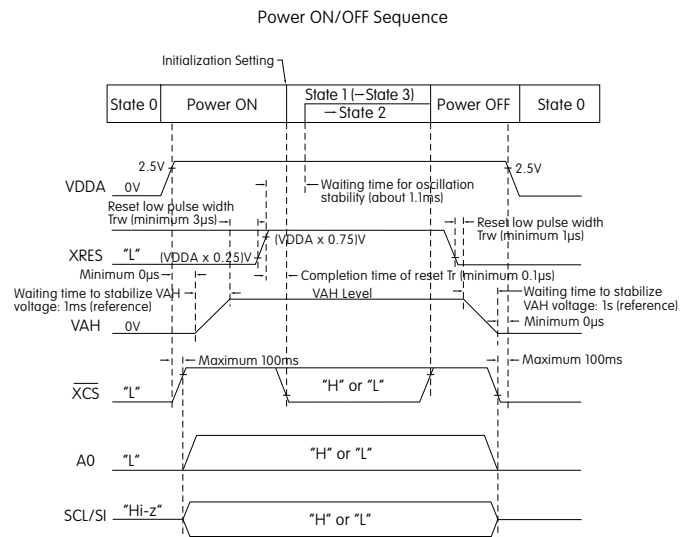 Power ON/OFF Sequence
Initialization Setting
State 0
Power ON
State 1 (→State 3)
→ State 2
Power OFF
State 0
2.5V
2.5V
VDDA
0V
Waiting time for oscillation
stability (about 1.1ms)
Reset low pulse width
Trw (minimum 3µs)
Reset low pulse width
Trw (minimum 1µs)
(VDDA x 0.75)V
XRES
"L"
(VDDA x 0.25)V
Minimum 0µs
Completion time of reset Tr (minimum 0.1µs)
Waiting time to stabilize VAH
voltage: 1ms (reference)
VAH Level
Waiting time to stabilize
VAH voltage: 1s (reference)
VAH
0V
Minimum 0µs
Maximum 100ms
Maximum 100ms
XCS
"L"
"H" or "L"
A0
"L"
"H" or "L"
SCL/SI
"Hi-z"
"H" or "L"